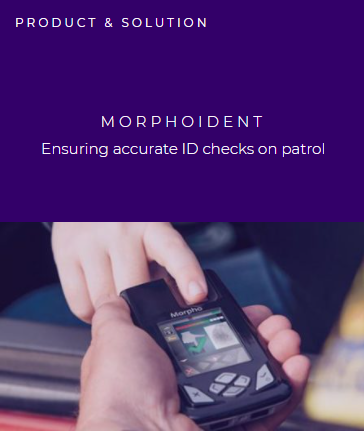 PRODUCT & SOLUTION
MORPHOIDENT
Ensuring accurate ID checks on patrol
Morpho